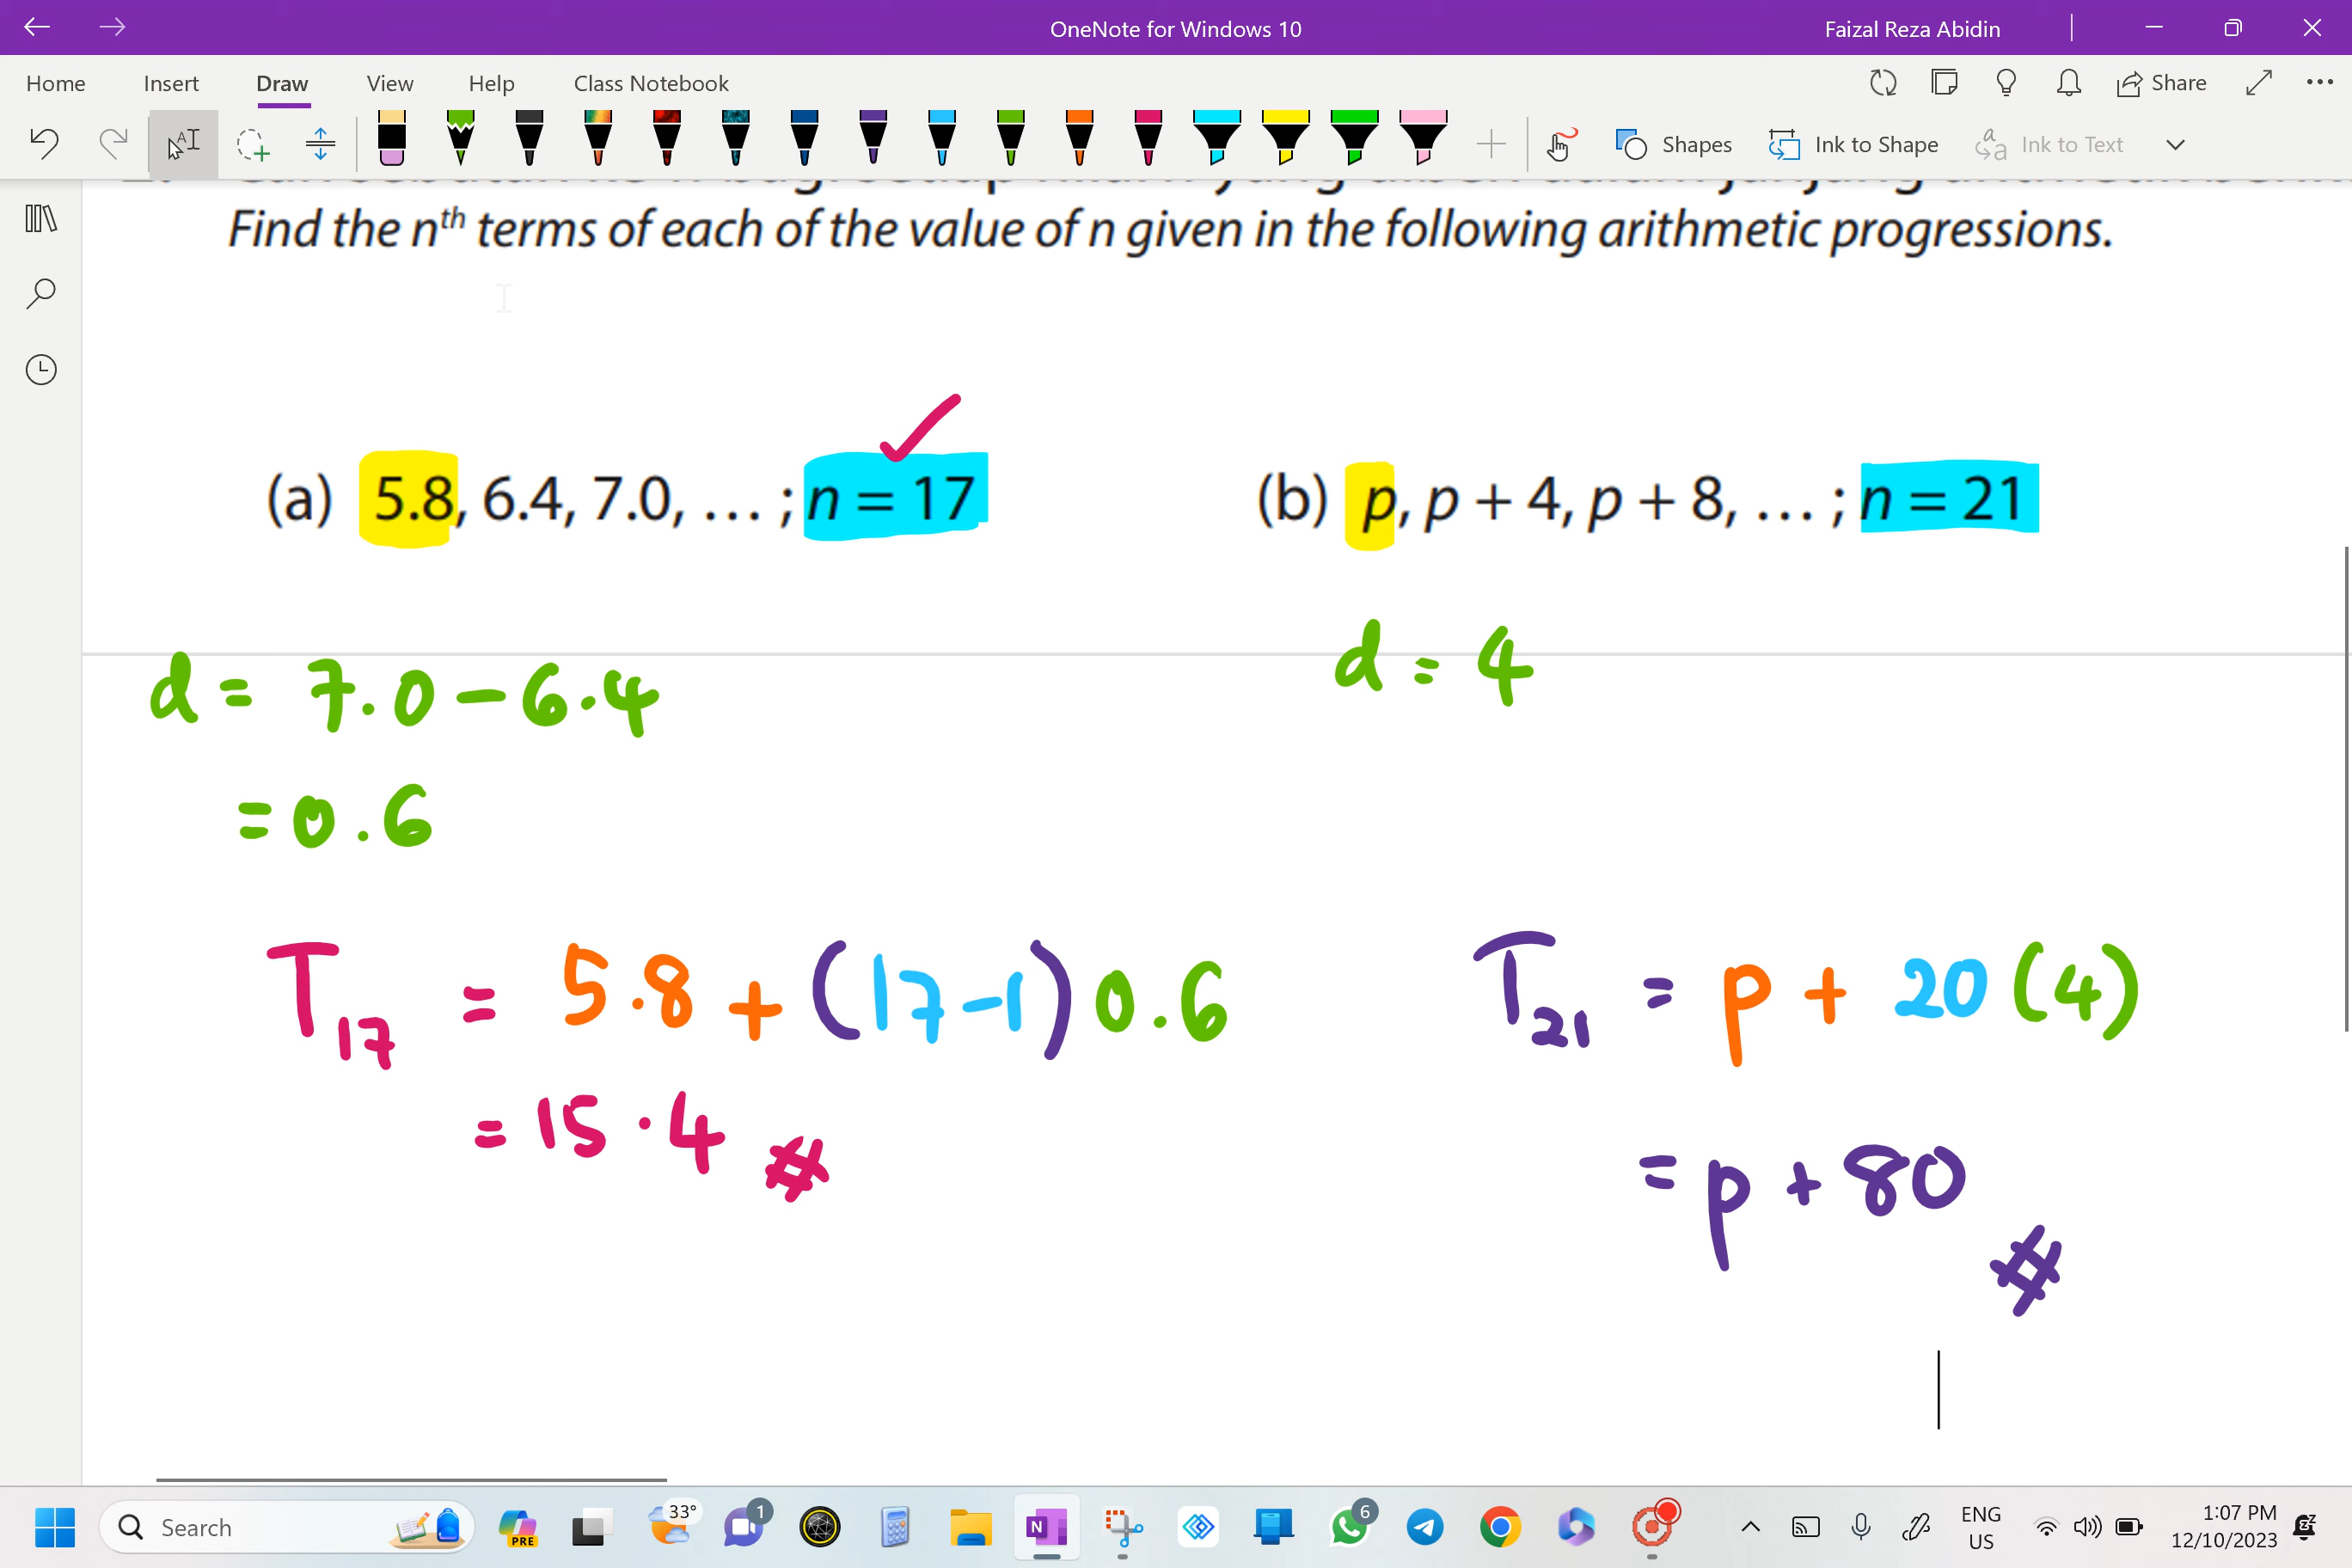 OneNote for Windows 10
Faizal Reza Abidin
Home Insert Draw View Help Class Notebook
Share
Shapes Ink to Shape Ink to Text
Find the nth terms of each of the value of n given in the following arithmetic progressions.
(a) 5.8, 6.4, 7.0, ... ; n = 17
(b) p, p + 4, p + 8, ... ; n = 21
d = 7.0 - 6.4
= 0.6
T17 = 5.8 + (17-1) 0.6
= 15.4 #
d = 4
T21 = p + 20 (4)
= p + 80 #
Search
PRE
33°
1
6
ENG
US
1:07 PM
12/10/2023